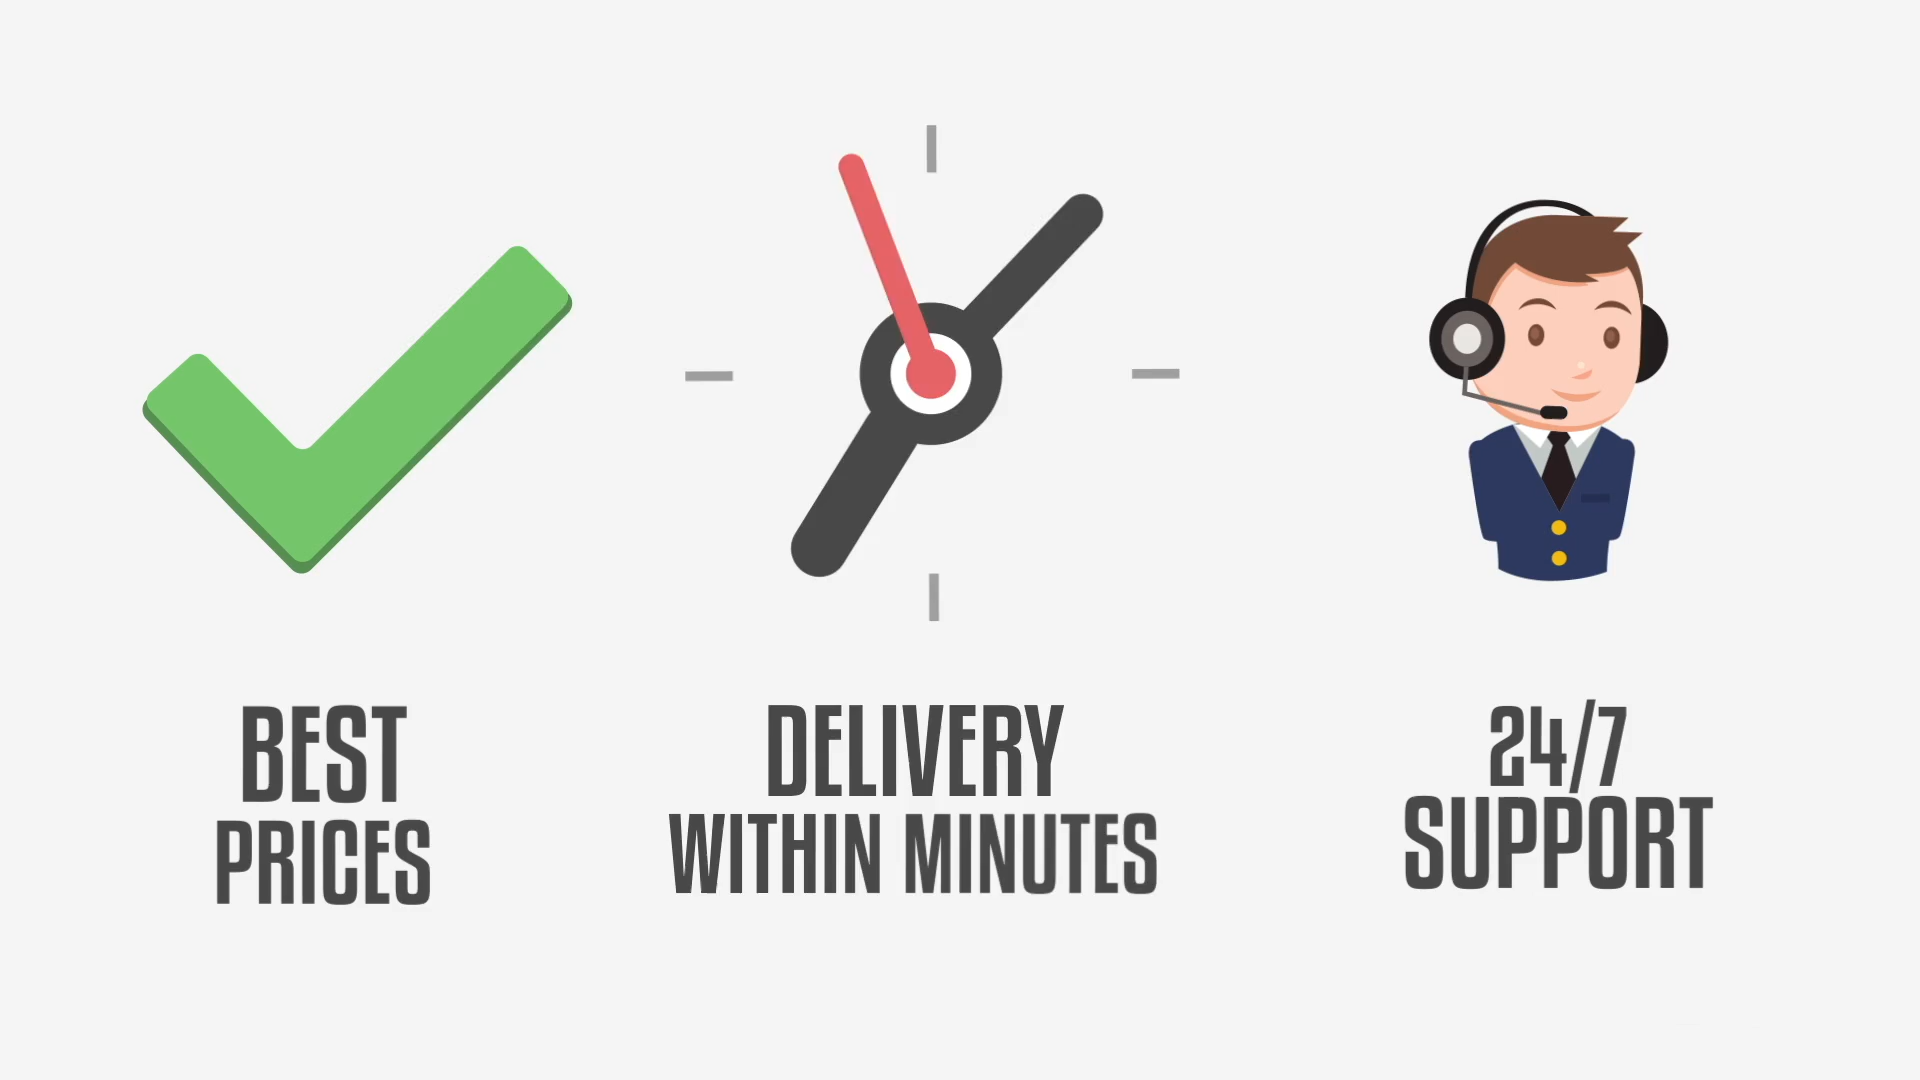 BEST
PRICES
DELIVERY
WITHIN MINUTES
24/7
SUPPORT